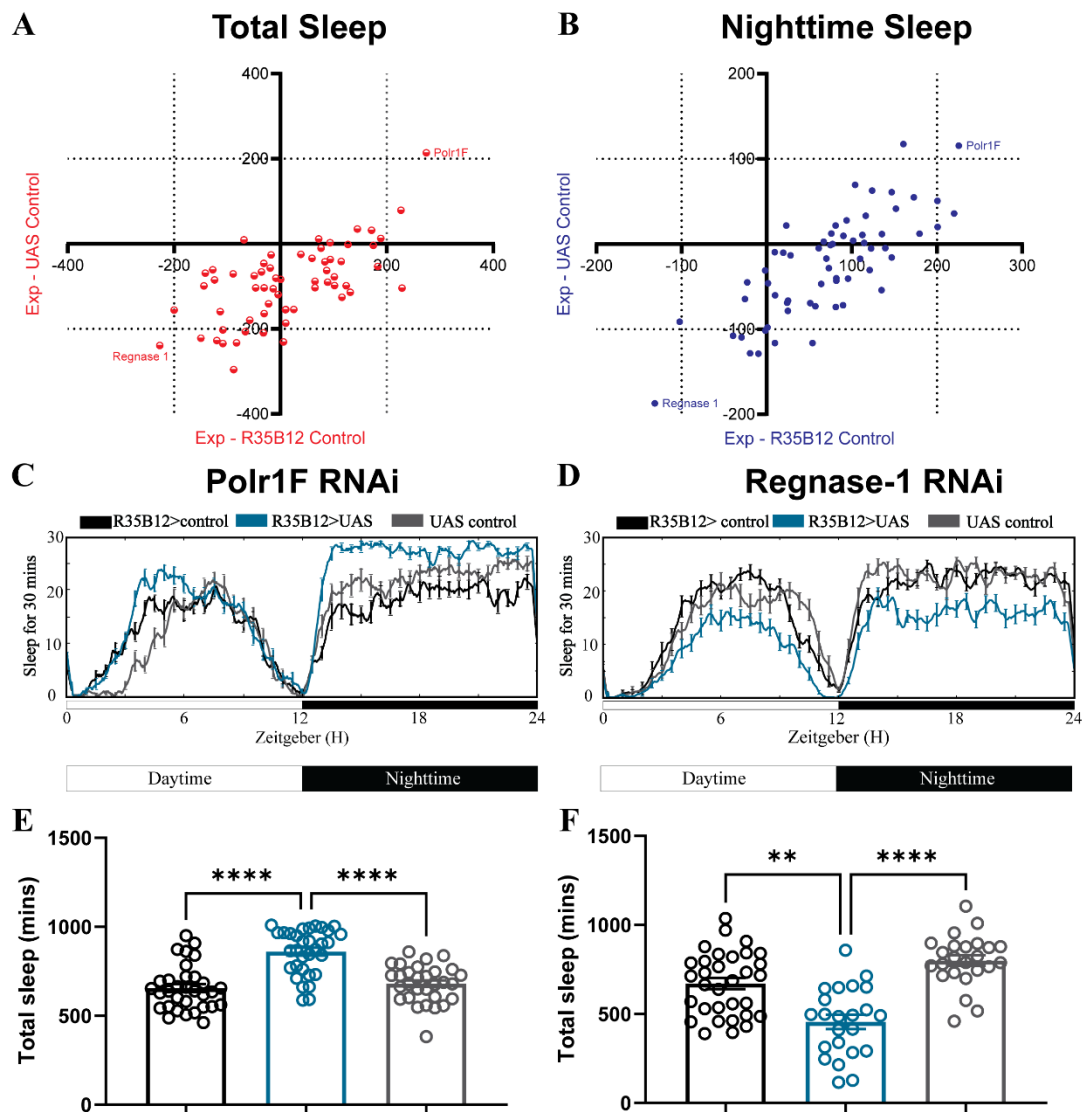 A Total Sleep
400
200
-400 -200 200 400
-200
-400
Polr1F
Regnase 1
Exp - UAS Control
Exp - R35B12 Control
B Nighttime Sleep
200
100
-200 -100 100 200 300
-100
-200
Polr1F
Regnase 1
Exp - UAS Control
Exp - R35B12 Control
C Polr1F RNAi
R35B12>control R35B12>UAS UAS control
Sleep for 30 mins
30
20
10
0
0 6 12 18 24
Zeitgeber (H)
Daytime Nighttime
D Regnase-1 RNAi
R35B12> control R35B12>UAS UAS control
Sleep for 30 mins
30
20
10
0
0 6 12 18 24
Zeitgeber (H)
Daytime Nighttime
E
Total sleep (mins)
1500
1000
500
0
**** ****
F
Total sleep (mins)
1500
1000
500
0
** ****